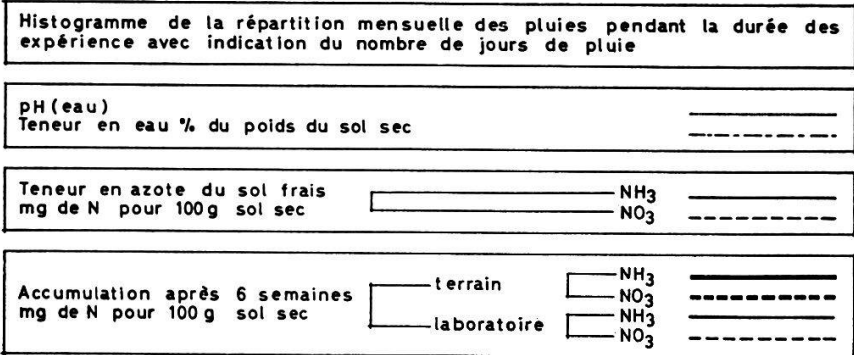 Histogramme de la répartition mensuelle des pluies pendant la durée des
expérience avec indication du nombre de jours de pluie
pH (eau)
Teneur en eau % du poids du sol sec
Teneur en azote du sol frais
mg de N pour 100 g sol sec
NH3
NO3
Accumulation après 6 semaines
mg de N pour 100 g sol sec
terrain
NH3
NO3
laboratoire
NH3
NO3